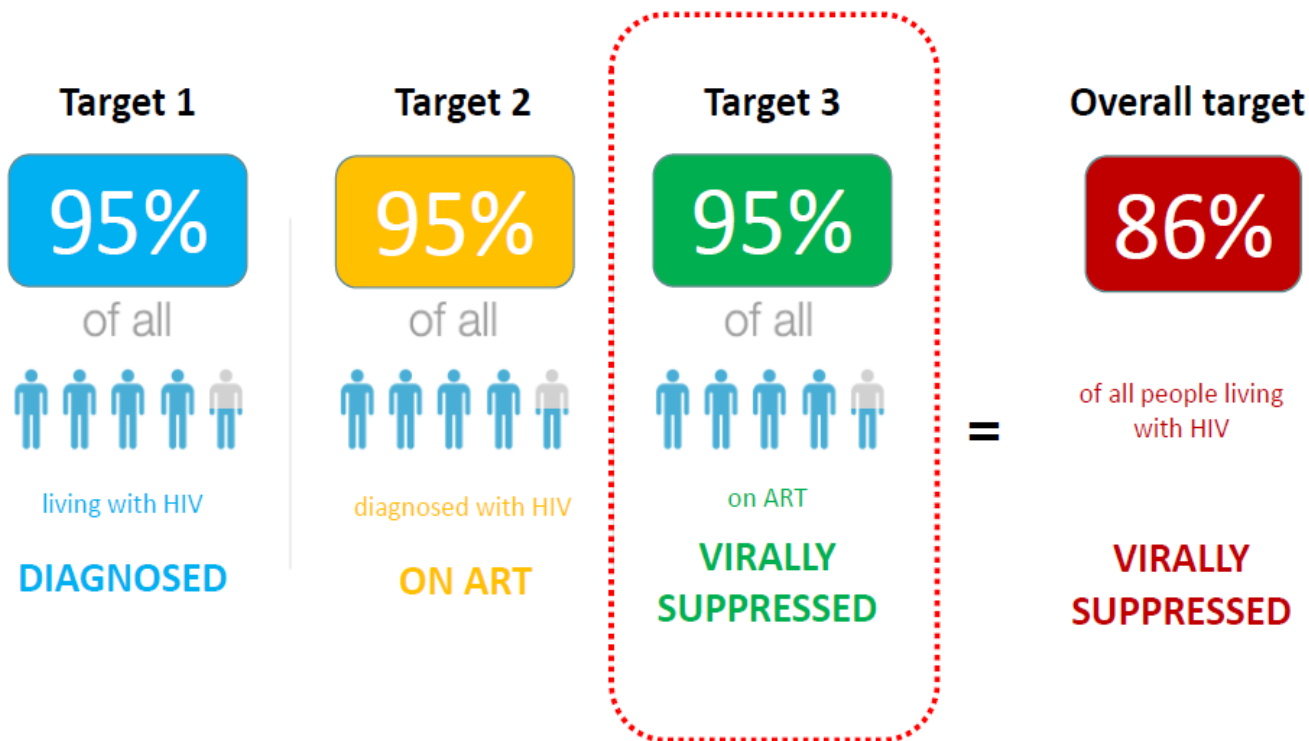 Target 1
95%
of all
living with HIV
DIAGNOSED
Target 2
95%
of all
diagnosed with HIV
ON ART
Target 3
95%
of all
on ART
VIRALLY
SUPPRESSED
=
Overall target
86%
of all people living
with HIV
VIRALLY
SUPPRESSED